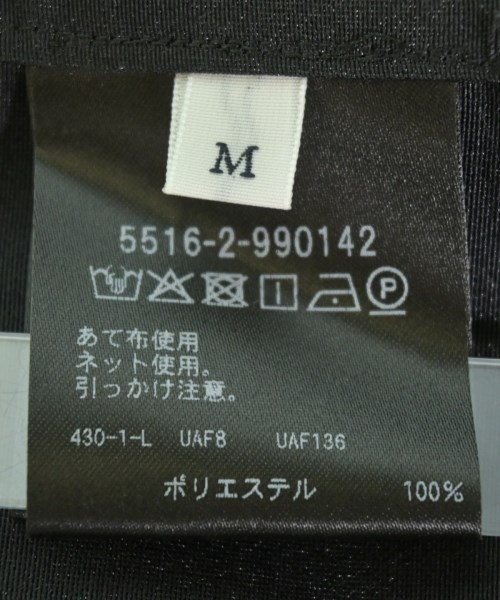 M
5516-2-990142
P
あて布使用
ネット使用。
引っかけ注意。
430-1-L UAF8 UAF136
ポリエステル 100%